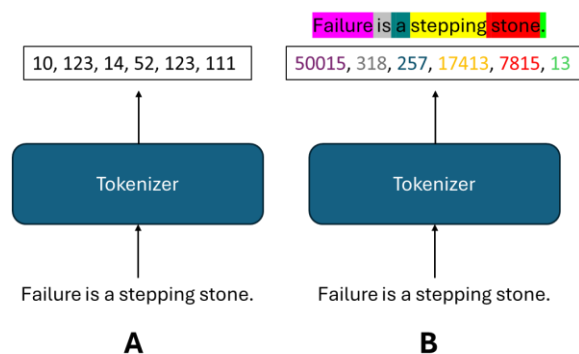 Failure is a stepping stone.
10, 123, 14, 52, 123, 111
50015, 318, 257, 17413, 7815, 13
Tokenizer
Tokenizer
Failure is a stepping stone.
Failure is a stepping stone.
A
B